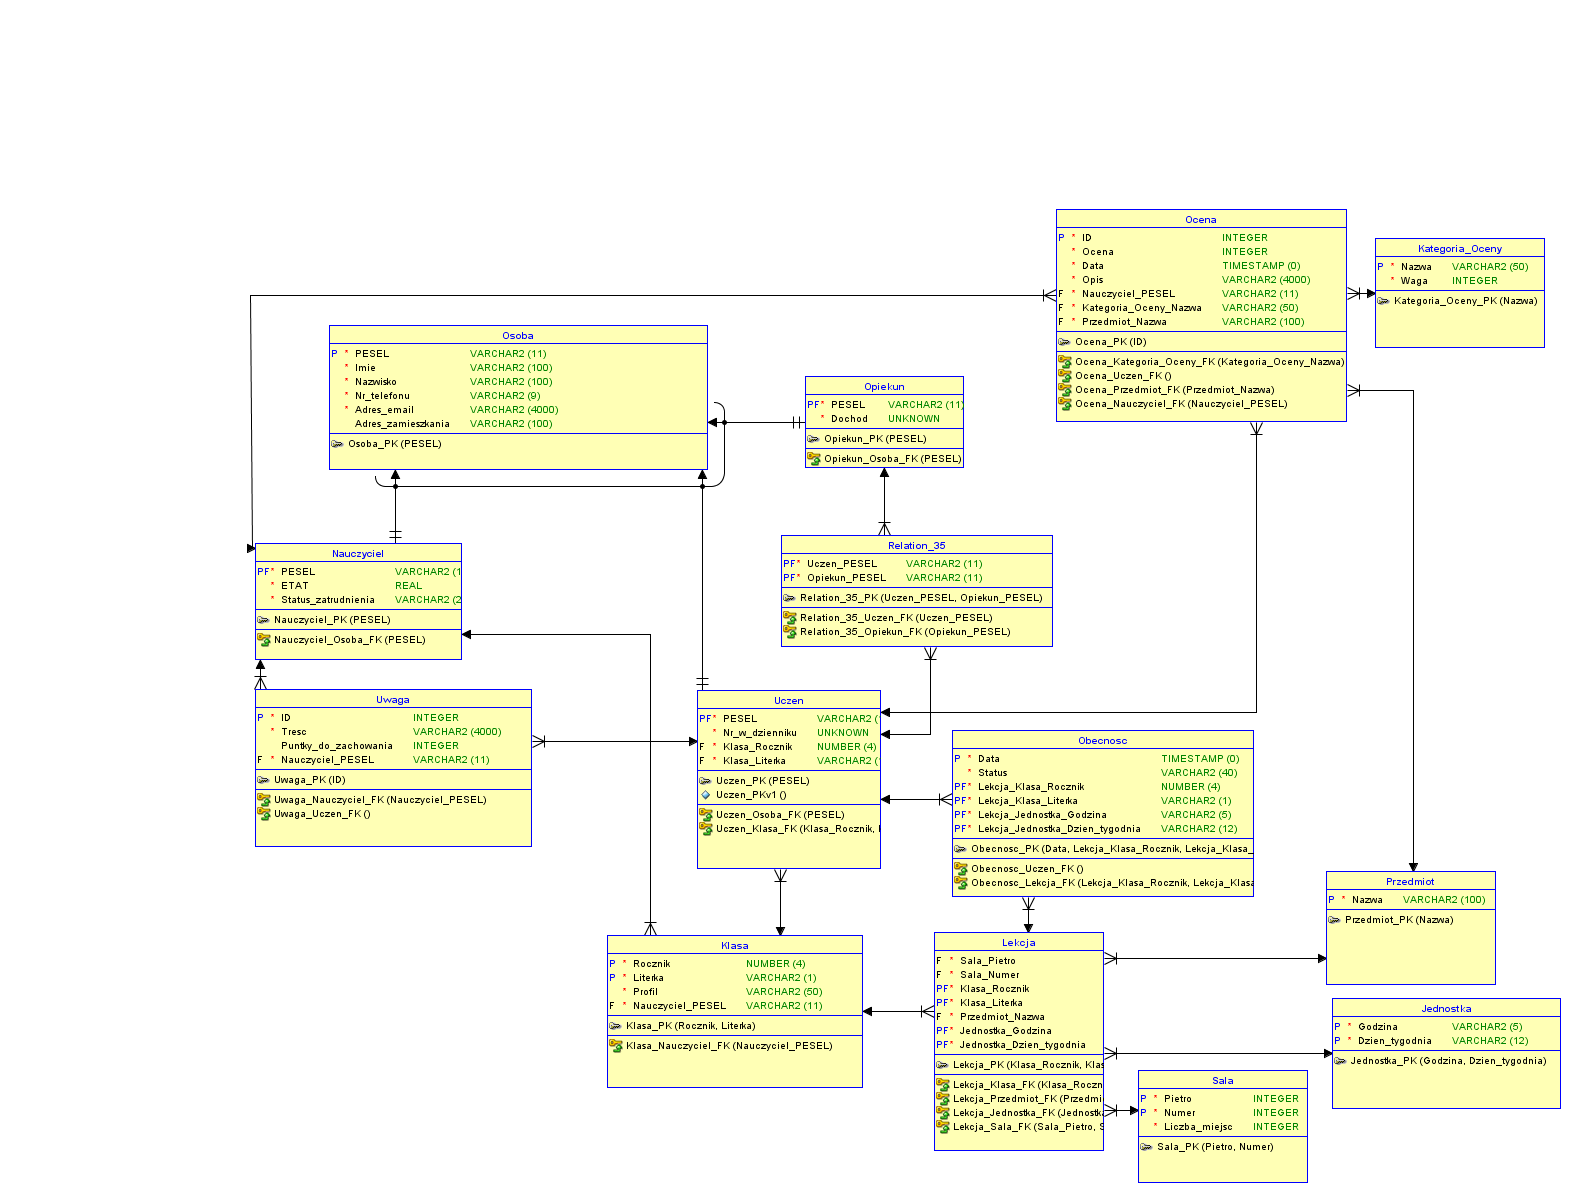 Ocena
P * ID INTEGER
* Ocena INTEGER
* Data TIMESTAMP (0)
* Opis VARCHAR2 (4000)
F * Nauczyciel_PESEL VARCHAR2 (11)
F * Kategoria_Oceny_Nazwa VARCHAR2 (50)
F * Przedmiot_Nazwa VARCHAR2 (100)
Ocena_PK (ID)
Ocena_Kategoria_Oceny_FK (Kategoria_Oceny_Nazwa)
Ocena_Uczen_FK ()
Ocena_Przedmiot_FK (Przedmiot_Nazwa)
Ocena_Nauczyciel_FK (Nauczyciel_PESEL)
Kategoria_Oceny
P * Nazwa VARCHAR2 (50)
* Waga INTEGER
Kategoria_Oceny_PK (Nazwa)
Osoba
P * PESEL VARCHAR2 (11)
* Imie VARCHAR2 (100)
* Nazwisko VARCHAR2 (100)
* Nr_telefonu VARCHAR2 (9)
* Adres_email VARCHAR2 (4000)
Adres_zamieszkania VARCHAR2 (100)
Osoba_PK (PESEL)
Opiekun
PF* PESEL VARCHAR2 (11)
* Dochod UNKNOWN
Opiekun_PK (PESEL)
Opiekun_Osoba_FK (PESEL)
Nauczyciel
PF* PESEL VARCHAR2 (1
* ETAT REAL
* Status_zatrudnienia VARCHAR2 (2
Nauczyciel_PK (PESEL)
Nauczyciel_Osoba_FK (PESEL)
Relation_35
PF* Uczen_PESEL VARCHAR2 (11)
PF* Opiekun_PESEL VARCHAR2 (11)
Relation_35_PK (Uczen_PESEL, Opiekun_PESEL)
Relation_35_Uczen_FK (Uczen_PESEL)
Relation_35_Opiekun_FK (Opiekun_PESEL)
Uwaga
P * ID INTEGER
* Tresc VARCHAR2 (4000)
Puntky_do_zachowania INTEGER
F * Nauczyciel_PESEL VARCHAR2 (11)
Uwaga_PK (ID)
Uwaga_Nauczyciel_FK (Nauczyciel_PESEL)
Uwaga_Uczen_FK ()
Uczen
PF* PESEL VARCHAR2 (
* Nr_w_dzienniku UNKNOWN
F * Klasa_Rocznik NUMBER (4)
F * Klasa_Literka VARCHAR2 (
Uczen_PK (PESEL)
Uczen_PKv1 ()
Uczen_Osoba_FK (PESEL)
Uczen_Klasa_FK (Klasa_Rocznik,
Obecnosc
P * Data TIMESTAMP (0)
* Status VARCHAR2 (40)
PF* Lekcja_Klasa_Rocznik NUMBER (4)
PF* Lekcja_Klasa_Literka VARCHAR2 (1)
PF* Lekcja_Jednostka_Godzina VARCHAR2 (5)
PF* Lekcja_Jednostka_Dzien_tygodnia VARCHAR2 (12)
Obecnosc_PK (Data, Lekcja_Klasa_Rocznik, Lekcja_Klasa_
Obecnosc_Uczen_FK ()
Obecnosc_Lekcja_FK (Lekcja_Klasa_Rocznik, Lekcja_Klasa
Przedmiot
P * Nazwa VARCHAR2 (100)
Przedmiot_PK (Nazwa)
Klasa
P * Rocznik NUMBER (4)
P * Literka VARCHAR2 (1)
* Profil VARCHAR2 (50)
F * Nauczyciel_PESEL VARCHAR2 (11)
Klasa_PK (Rocznik, Literka)
Klasa_Nauczyciel_FK (Nauczyciel_PESEL)
Lekcja
F * Sala_Pietro
F * Sala_Numer
PF* Klasa_Rocznik
PF* Klasa_Literka
F * Przedmiot_Nazwa
PF* Jednostka_Godzina
PF* Jednostka_Dzien_tygodnia
Lekcja_PK (Klasa_Rocznik, Klas
Lekcja_Klasa_FK (Klasa_Roczn
Lekcja_Przedmiot_FK (Przedmi
Lekcja_Jednostka_FK (Jednostk
Lekcja_Sala_FK (Sala_Pietro, S
Jednostka
P * Godzina VARCHAR2 (5)
P * Dzien_tygodnia VARCHAR2 (12)
Jednostka_PK (Godzina, Dzien_tygodnia)
Sala
P * Pietro INTEGER
P * Numer INTEGER
* Liczba_miejsc INTEGER
Sala_PK (Pietro, Numer)